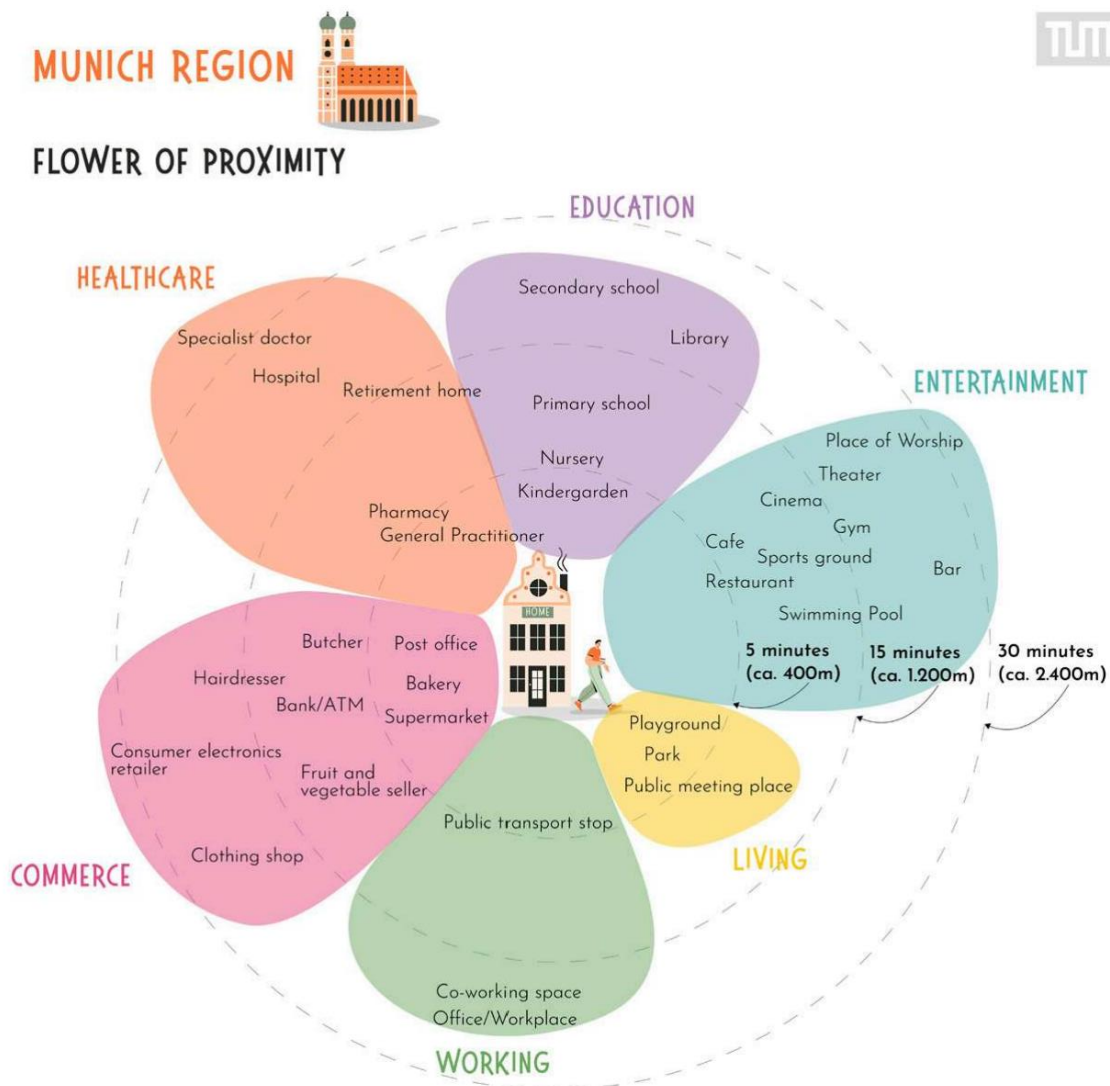 MUNICH REGION
TUM
FLOWER OF PROXIMITY
EDUCATION
Secondary school
Library
Primary school
Nursery
Kindergarden
HEALTHCARE
Specialist doctor
Hospital
Retirement home
Pharmacy
General Practitioner
ENTERTAINMENT
Place of Worship
Theater
Cinema
Gym
Cafe
Sports ground
Restaurant
Bar
Swimming Pool
HOME
5 minutes
(ca. 400m)
15 minutes
(ca. 1.200m)
30 minutes
(ca. 2.400m)
Butcher
Post office
Hairdresser
Bakery
Bank/ATM
Supermarket
Consumer electronics
retailer
Fruit and
vegetable seller
Clothing shop
COMMERCE
Playground
Park
Public meeting place
LIVING
Public transport stop
Co-working space
Office/Workplace
WORKING